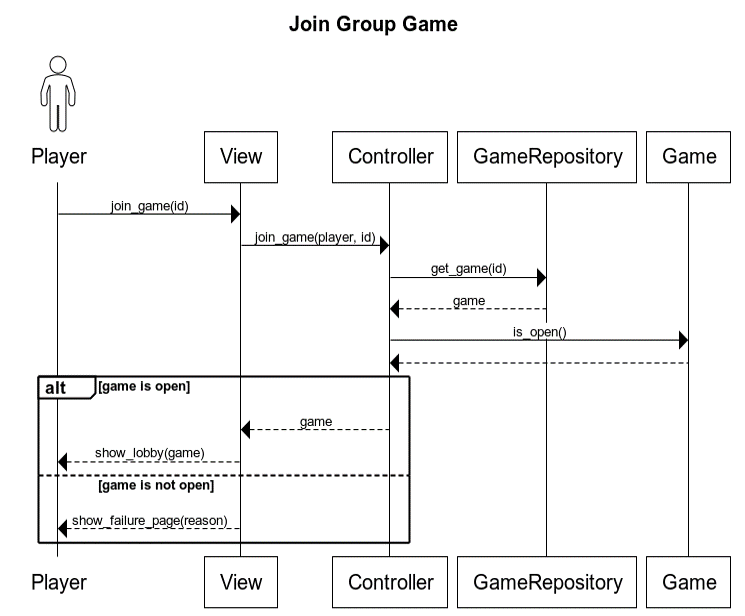 Join Group Game
Player View Controller GameRepository Game
join_game(id)
join_game(player, id)
get_game(id)
game
is_open()
alt [game is open]
game
show_lobby(game)
[game is not open]
show_failure_page(reason)
Player View Controller GameRepository Game